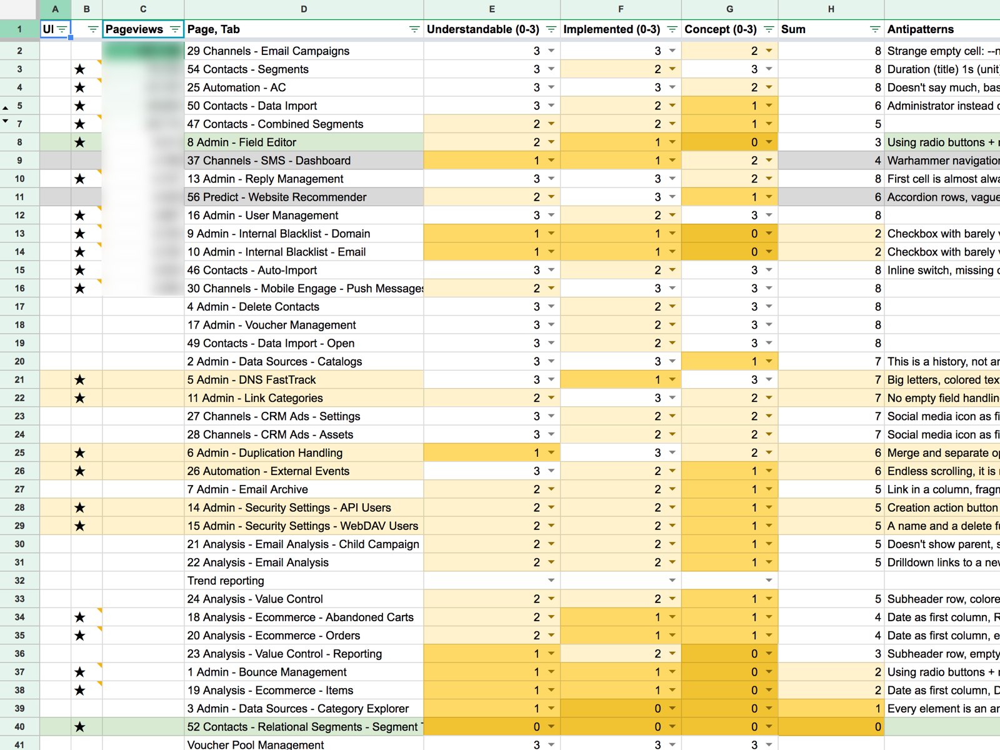 A B C D E F G H
1 UI Pageviews Page, Tab Understandable (0-3) Implemented (0-3) Concept (0-3) Sum Antipatterns
2 29 Channels - Email Campaigns 3 3 2 8 Strange empty cell: --n
3 ★ 54 Contacts - Segments 3 2 3 8 Duration (title) 1s (unit)
4 ★ 25 Automation - AC 3 3 2 8 Doesn't say much, bas
5 ★ 50 Contacts - Data Import 3 2 1 6 Administrator instead o
7 ★ 47 Contacts - Combined Segments 2 2 1 5
8 ★ 8 Admin - Field Editor 2 1 0 3 Using radio buttons + r
9 37 Channels - SMS - Dashboard 1 1 2 4 Warhammer navigation
10 ★ 13 Admin - Reply Management 3 3 2 8 First cell is almost alwa
11 56 Predict - Website Recommender 2 3 1 6 Accordion rows, vague
12 ★ 16 Admin - User Management 3 2 3 8
13 ★ 9 Admin - Internal Blacklist - Domain 1 1 0 2 Checkbox with barely v
14 ★ 10 Admin - Internal Blacklist - Email 1 1 0 2 Checkbox with barely v
15 ★ 46 Contacts - Auto-Import 3 2 3 8 Inline switch, missing c
16 ★ 30 Channels - Mobile Engage - Push Messages 2 3 3 8
17 4 Admin - Delete Contacts 3 2 3 8
18 17 Admin - Voucher Management 3 2 3 8
19 49 Contacts - Data Import - Open 3 2 3 8
20 2 Admin - Data Sources - Catalogs 3 3 1 7 This is a history, not an
21 ★ 5 Admin - DNS FastTrack 3 1 3 7 Big letters, colored tex
22 ★ 11 Admin - Link Categories 2 3 2 7 No empty field handlin
23 27 Channels - CRM Ads - Settings 3 2 2 7 Social media icon as fi
24 28 Channels - CRM Ads - Assets 3 2 2 7 Social media icon as fi
25 ★ 6 Admin - Duplication Handling 1 3 2 6 Merge and separate op
26 ★ 26 Automation - External Events 3 2 1 6 Endless scrolling, it is
27 7 Admin - Email Archive 2 2 1 5 Link in a column, fragn
28 ★ 14 Admin - Security Settings - API Users 2 2 1 5 Creation action button
29 ★ 15 Admin - Security Settings - WebDAV Users 2 2 1 5 A name and a delete fu
30 21 Analysis - Email Analysis - Child Campaign 2 2 1 5 Doesn't show parent, s
31 22 Analysis - Email Analysis 2 2 1 5 Drilldown links to a new
32 Trend reporting
33 24 Analysis - Value Control 2 2 1 5 Subheader row, colore
34 ★ 18 Analysis - Ecommerce - Abandoned Carts 2 1 1 4 Date as first column, R
35 ★ 20 Analysis - Ecommerce - Orders 2 1 1 4 Date as first column, e
36 23 Analysis - Value Control - Reporting 1 2 0 3 Subheader row, empty
37 ★ 1 Admin - Bounce Management 1 1 0 2 Using radio buttons + r
38 ★ 19 Analysis - Ecommerce - Items 1 1 0 2 Date as first column, D
39 3 Admin - Data Sources - Category Explorer 1 0 0 1 Every element is an an
40 ★ 52 Contacts - Relational Segments - Segment 0 0 0 0
41 Voucher Pool Management 3 3 3